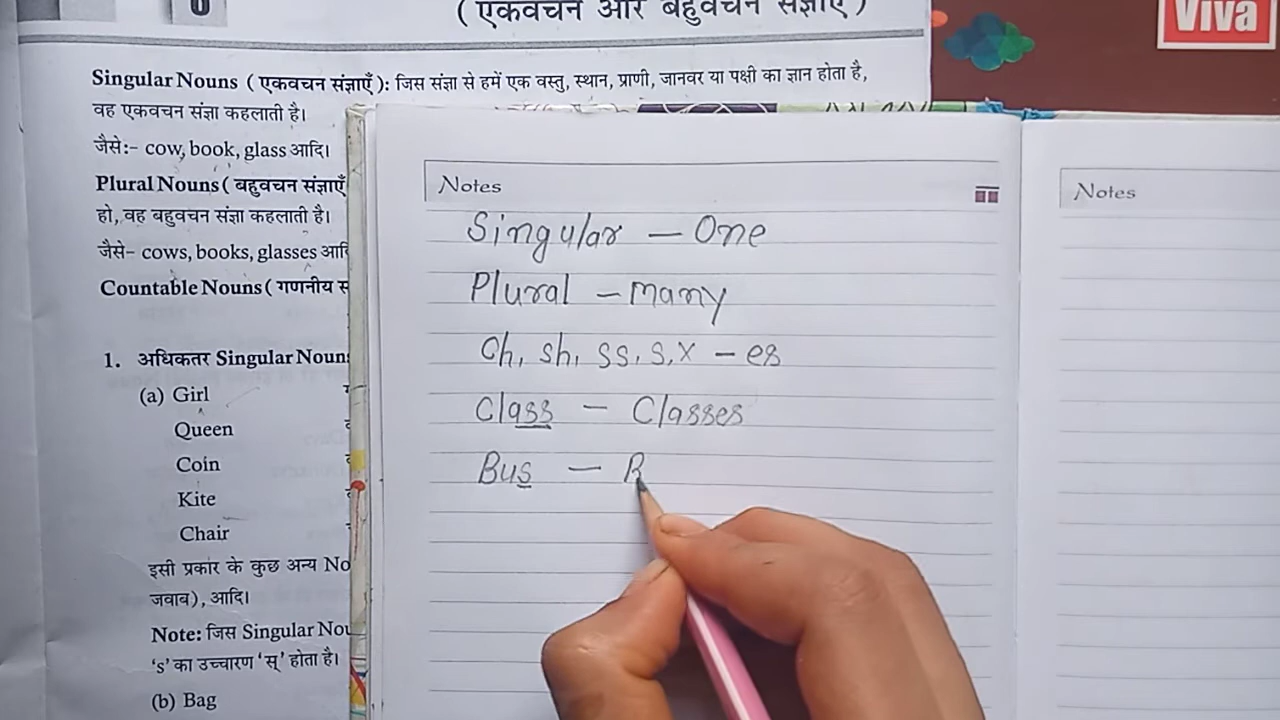 ( एकवचन और बहुवचन संज्ञाएँ )
Viva
Singular Nouns ( एकवचन संज्ञाएँ ): जिस संज्ञा से हमें एक वस्तु, स्थान, प्राणी, जानवर या पक्षी का ज्ञान होता है,
वह एकवचन संज्ञा कहलाती है।
जैसे:- cow, book, glass आदि।
Plural Nouns ( बहुवचन संज्ञाएँ
हो, वह बहुवचन संज्ञा कहलाती है।
जैसे- cows, books, glasses आदि
Countable Nouns ( गणनीय
1. अधिकतर Singular Nouns
(a) Girl
Queen
Coin
Kite
Chair
इसी प्रकार के कुछ अन्य No
जवाब), आदि।
Note: जिस Singular Nou
‘s’ का उच्चारण ‘स्’ होता है।
(b) Bag
Notes
Singular — One
Plural — Many
Ch, sh, ss, s, x — es
Class — Classes
Bus — B
Notes